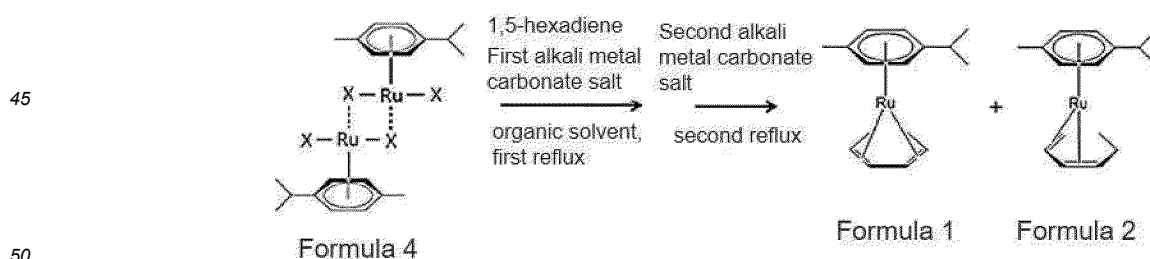 1,5-hexadiene
First alkali metal
carbonate salt
Second alkali
metal carbonate
salt
45
X Ru X
X Ru X
organic solvent,
first reflux
second reflux
Ru
+
Ru
Formula 4
Formula 1
Formula 2
50